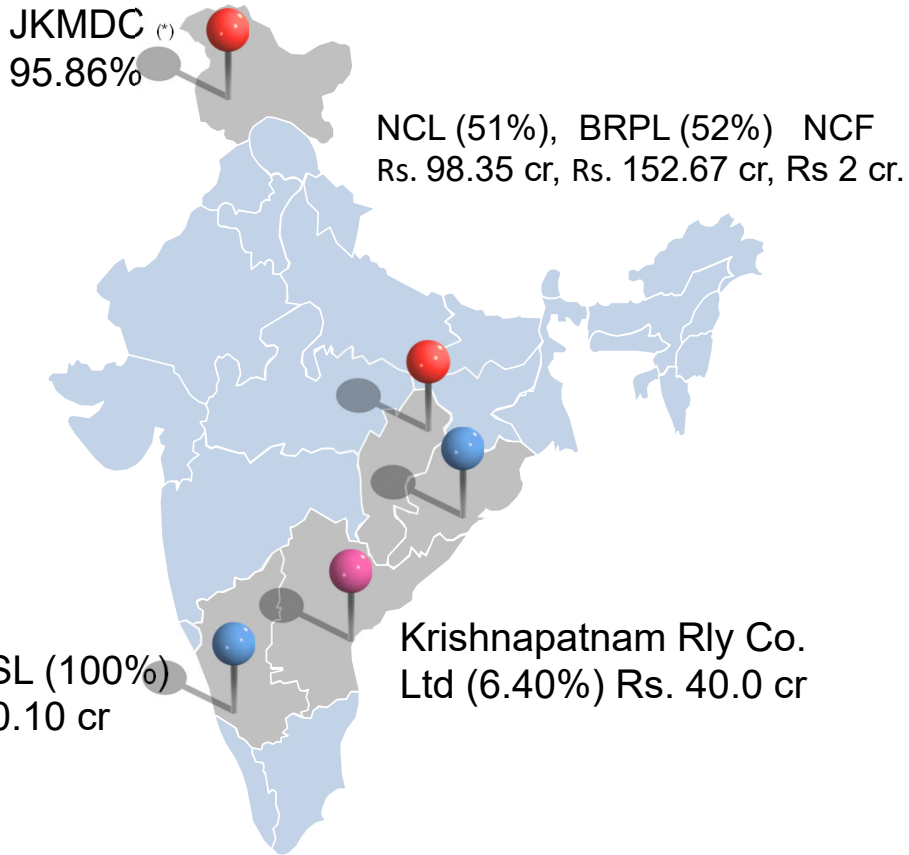 JKMDC (*)
95.86%
NCL (51%), BRPL (52%) NCF
Rs. 98.35 cr, Rs. 152.67 cr, Rs 2 cr.
Krishnapatnam Rly Co.
Ltd (6.40%) Rs. 40.0 cr
SL (100%)
0.10 cr